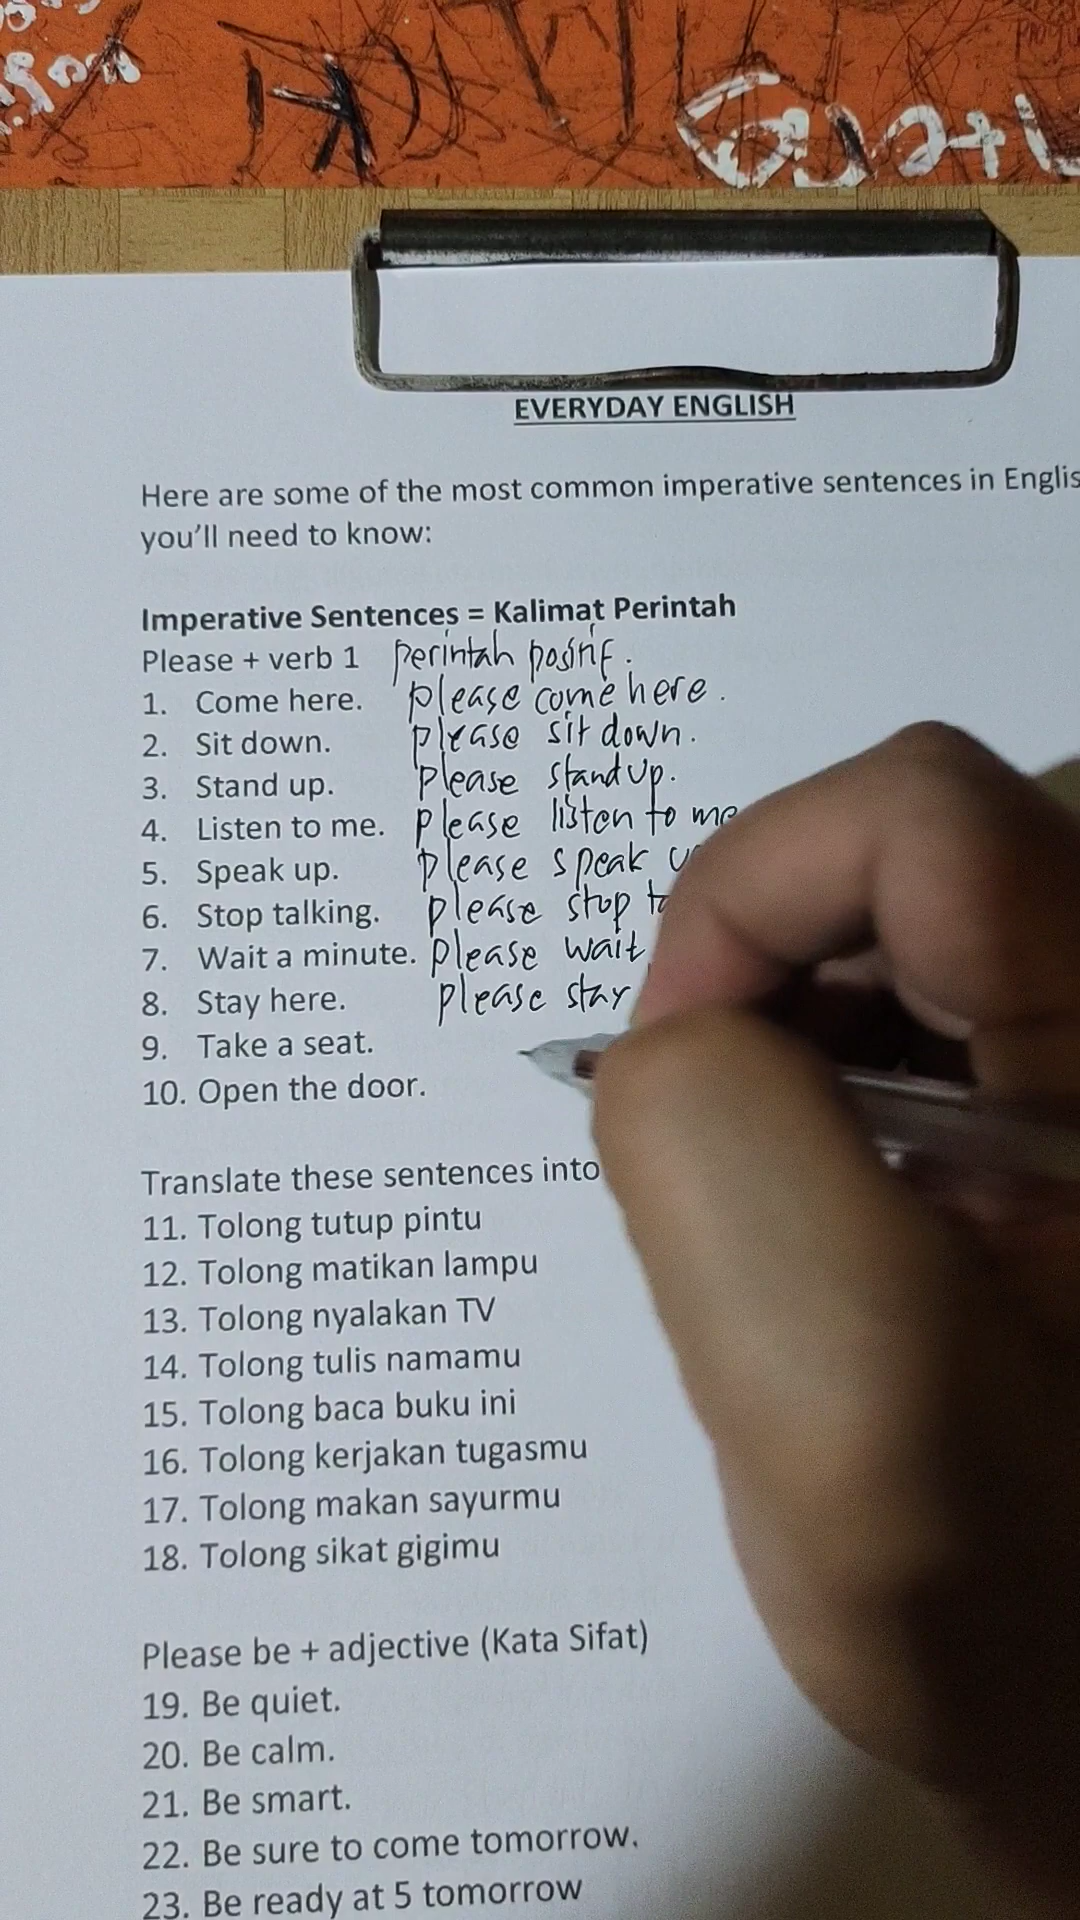 EVERYDAY ENGLISH
Here are some of the most common imperative sentences in Englis
you'll need to know:
Imperative Sentences = Kalimat Perintah
Please + verb 1 perintah positif.
1. Come here. please come here.
2. Sit down. please sit down.
3. Stand up. please stand up.
4. Listen to me. please listen to me
5. Speak up. please speak
6. Stop talking. please stop
7. Wait a minute. please wait
8. Stay here. please stay
9. Take a seat.
10. Open the door.
Translate these sentences into
11. Tolong tutup pintu
12. Tolong matikan lampu
13. Tolong nyalakan TV
14. Tolong tulis namamu
15. Tolong baca buku ini
16. Tolong kerjakan tugasmu
17. Tolong makan sayurmu
18. Tolong sikat gigimu
Please be + adjective (Kata Sifat)
19. Be quiet.
20. Be calm.
21. Be smart.
22. Be sure to come tomorrow.
23. Be ready at 5 tomorrow